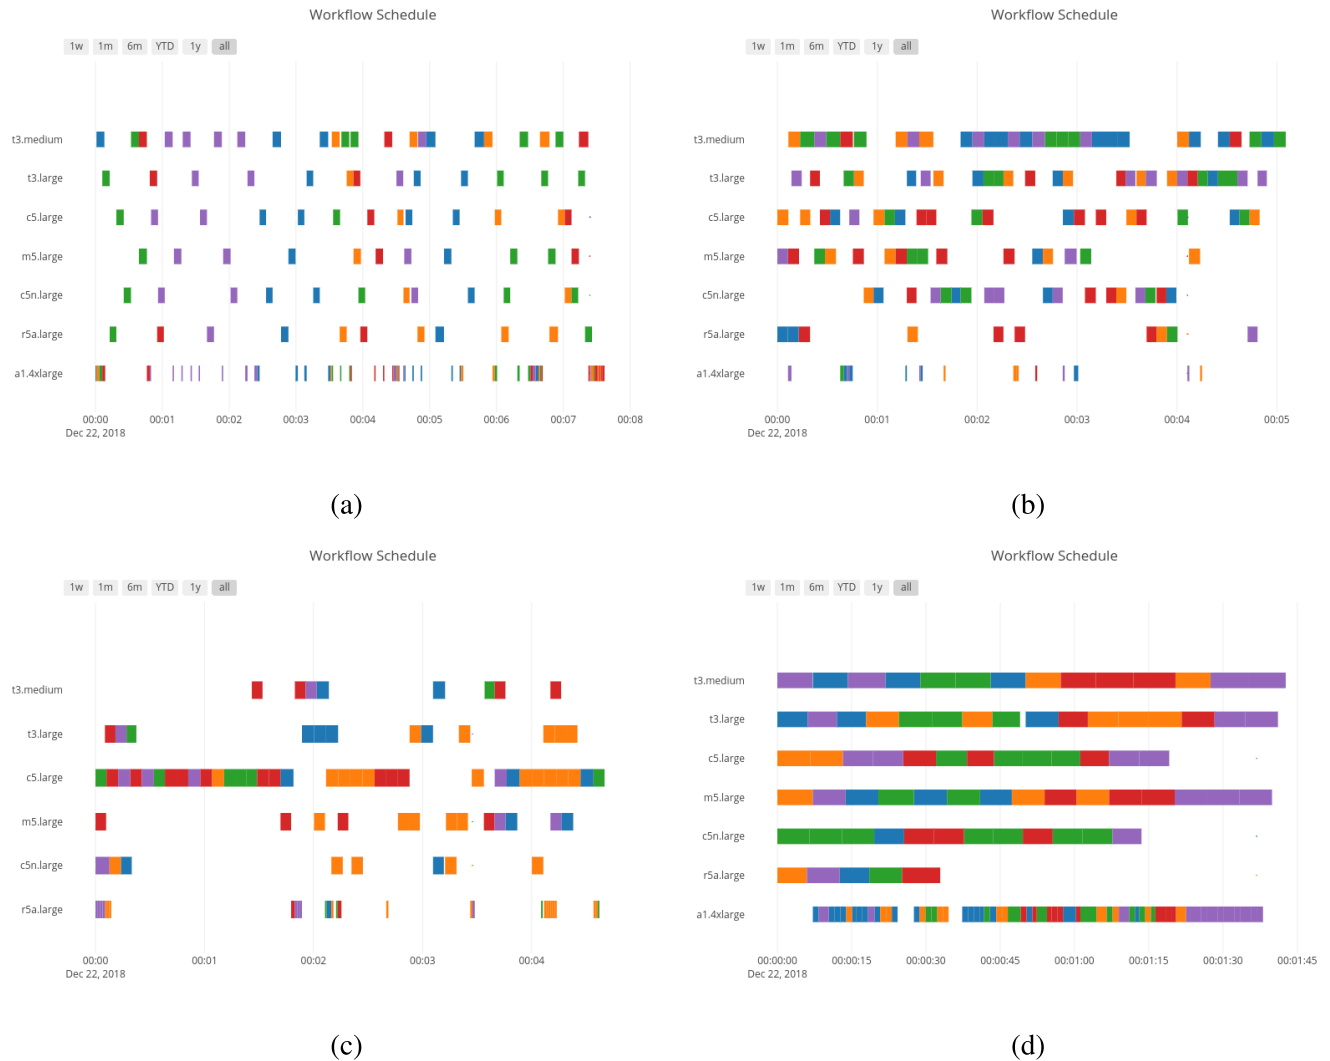 Workflow Schedule
1w 1m 6m YTD 1y all
t3.medium
t3.large
c5.large
m5.large
c5n.large
r5a.large
a1.4xlarge
00:00 00:01 00:02 00:03 00:04 00:05 00:06 00:07 00:08
Dec 22, 2018
(a)
Workflow Schedule
1w 1m 6m YTD 1y all
t3.medium
t3.large
c5.large
m5.large
c5n.large
r5a.large
a1.4xlarge
00:00 00:01 00:02 00:03 00:04 00:05
Dec 22, 2018
(b)
Workflow Schedule
1w 1m 6m YTD 1y all
t3.medium
t3.large
c5.large
m5.large
c5n.large
r5a.large
00:00 00:01 00:02 00:03 00:04
Dec 22, 2018
(c)
Workflow Schedule
1w 1m 6m YTD 1y all
t3.medium
t3.large
c5.large
m5.large
c5n.large
r5a.large
a1.4xlarge
00:00:00 00:00:15 00:00:30 00:00:45 00:01:00 00:01:15 00:01:30 00:01:45
Dec 22, 2018
(d)